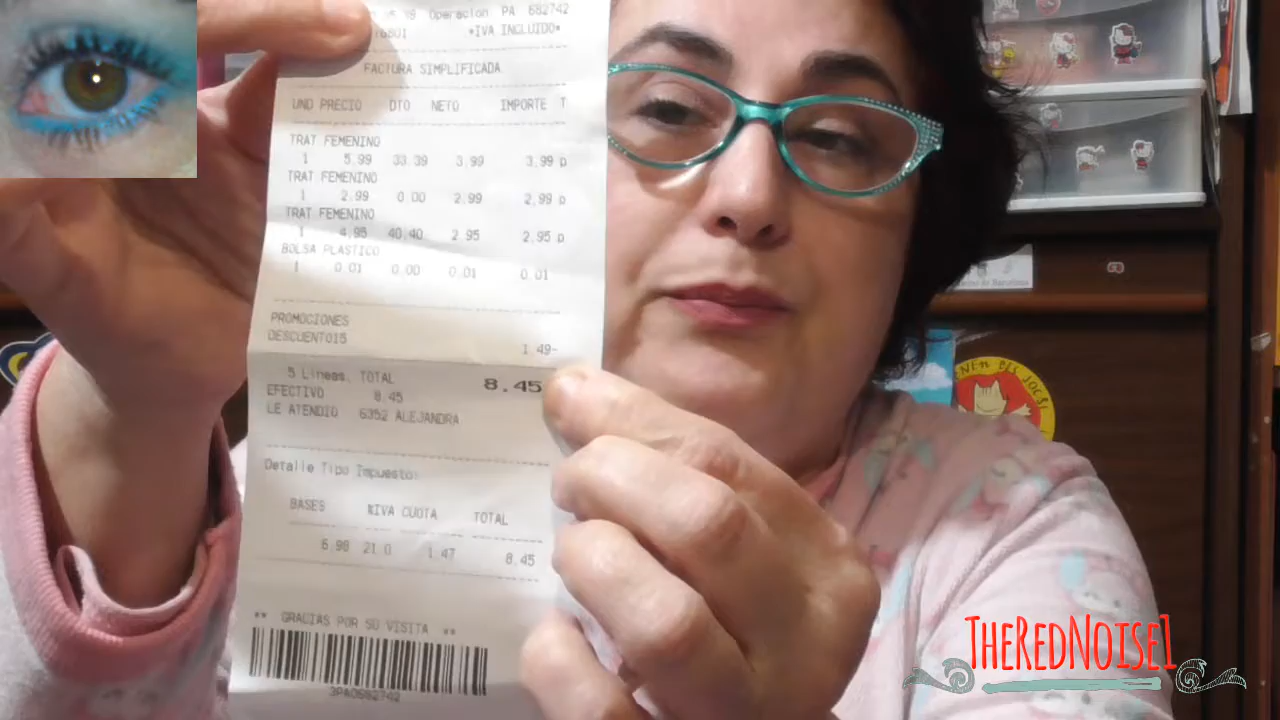 Operacion PA 682742
*IVA INCLUIDO*
FACTURA SIMPLIFICADA
UND PRECIO DTO NETO IMPORTE T
TRAT FEMENINO
1 5.99 33.39 3.99 3.99 p
TRAT FEMENINO
1 2.99 0.00 2.99 2.99 p
TRAT FEMENINO
1 4.95 40.40 2.95 2.95 p
BOLSA PLASTICO
1 0.01 0.00 0.01 0.01
PROMOCIONES
DESCUENTO15 1.49-
5 Lineas. TOTAL 8.45
EFECTIVO 8.45
LE ATENDIO 6352 ALEJANDRA
Detalle Tipo Impuesto:
BASES %IVA CUOTA TOTAL
6.98 21.0 1.47 8.45
** GRACIAS POR SU VISITA **
3PA0682742
TheRedNoise1